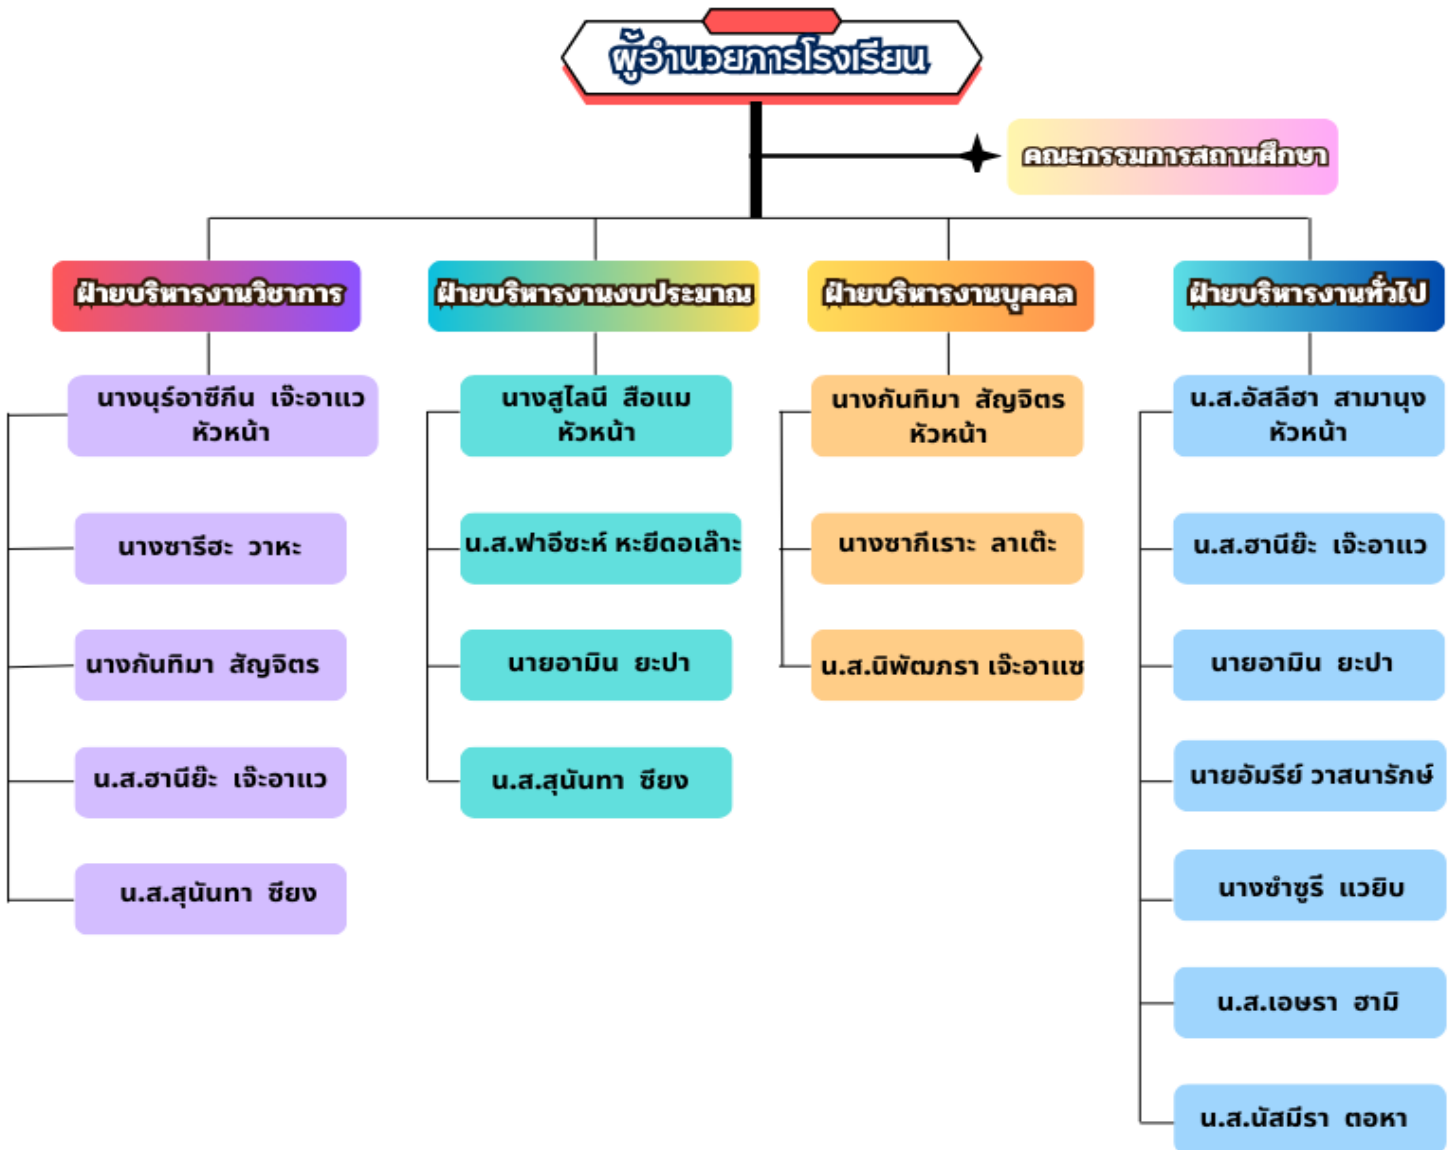 ผู้อำนวยการโรงเรียน
คณะกรรมการสถานศึกษา
ฝ่ายบริหารงานวิชาการ
นางนุร์อาซีกีน เจ๊ะอาแว
หัวหน้า
นางซารีฮะ วาหะ
นางกันทิมา สัญจิตร
น.ส.ฮานีย๊ะ เจ๊ะอาแว
น.ส.สุนันทา ซียง
ฝ่ายบริหารงานงบประมาณ
นางสูไลนี สือแม
หัวหน้า
น.ส.ฟาอีซะห์ หะยีดอเล๊าะ
นายอามีน ยะปา
น.ส.สุนันทา ซียง
ฝ่ายบริหารงานบุคคล
นางกันทิมา สัญจิตร
หัวหน้า
นางซากีเราะ ลาเต๊ะ
น.ส.นิพัฒภรา เจ๊ะอาแซ
ฝ่ายบริหารงานทั่วไป
น.ส.อัสลีฮา สามานุง
หัวหน้า
น.ส.ฮานีย๊ะ เจ๊ะอาแว
นายอามีน ยะปา
นายอัมรีย์ วาสนารักษ์
นางซำซูรี แวยิบ
น.ส.เอษรา ฮามิ
น.ส.นัสมีรา ตอหา